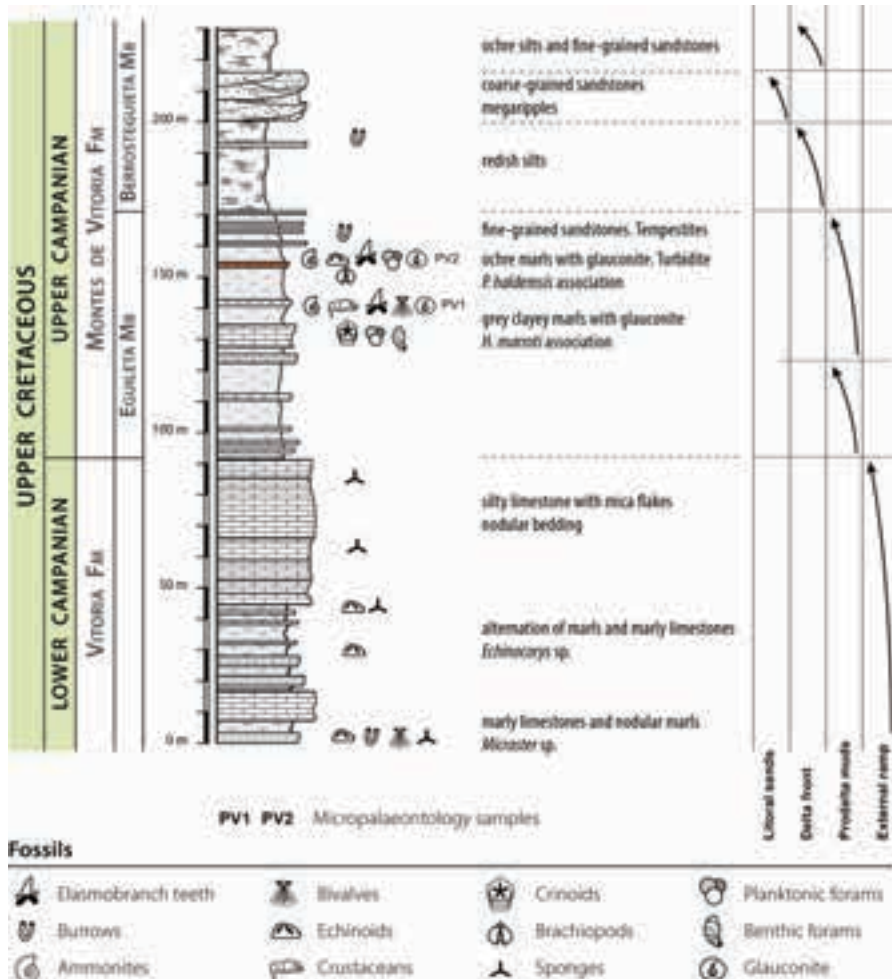 UPPER CRETACEOUS
UPPER CAMPANIAN
LOWER CAMPANIAN
MONTES DE VITORIA FM
VITORIA FM
BERROSTEGUIETA MB
EGUILETA MB
200 m
150 m
100 m
50 m
0 m
ochre silts and fine-grained sandstones
coarse-grained sandstones
megaripples
redish silts
fine-grained sandstones. Tempestites
ochre marls with glauconite. Turbidite
P. haldemsis association
PV2
PV1
grey clayey marls with glauconite
H. marroti association
silty limestone with mica flakes
nodular bedding
alternation of marls and marly limestones
Echinocorys sp.
marly limestones and nodular marls
Micraster sp.
Litoral sands
Delta front
Prodelta muds
External ramp
PV1 PV2 Micropalaeontology samples
Fossils
Elasmobranch teeth
Bivalves
Crinoids
Planktonic forams
Burrows
Echinoids
Brachiopods
Benthic forams
Ammonites
Crustaceans
Sponges
Glauconite